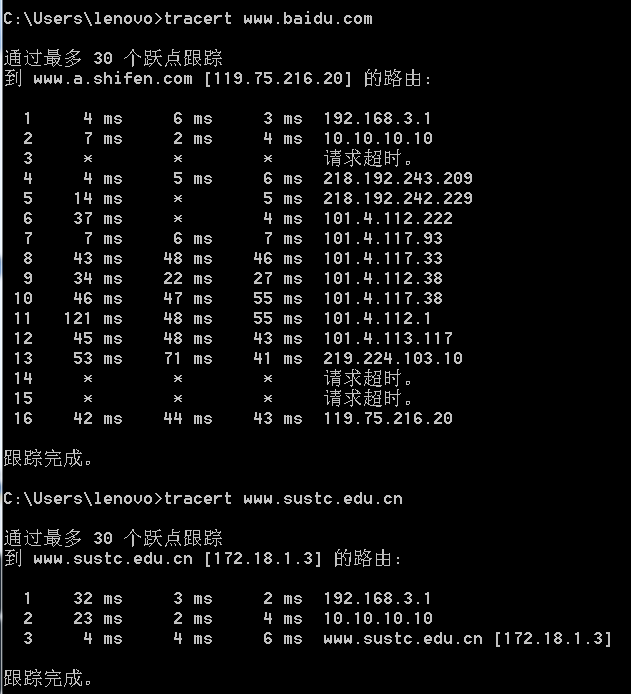 C:\Users\lenovo>tracert www.baidu.com
通过最多 30 个跃点跟踪
到 www.a.shifen.com [119.75.216.20] 的路由:
1 4 ms 6 ms 3 ms 192.168.3.1
2 7 ms 2 ms 4 ms 10.10.10.10
3 * * * 请求超时。
4 4 ms 5 ms 6 ms 218.192.243.209
5 14 ms * 5 ms 218.192.242.229
6 37 ms * 4 ms 101.4.112.222
7 7 ms 6 ms 7 ms 101.4.117.93
8 43 ms 48 ms 46 ms 101.4.117.33
9 34 ms 22 ms 27 ms 101.4.112.38
10 46 ms 47 ms 55 ms 101.4.117.38
11 121 ms 48 ms 55 ms 101.4.112.1
12 45 ms 48 ms 43 ms 101.4.113.117
13 53 ms 71 ms 41 ms 219.224.103.10
14 * * * 请求超时。
15 * * * 请求超时。
16 42 ms 44 ms 43 ms 119.75.216.20
跟踪完成。
C:\Users\lenovo>tracert www.sustc.edu.cn
通过最多 30 个跃点跟踪
到 www.sustc.edu.cn [172.18.1.3] 的路由:
1 32 ms 3 ms 2 ms 192.168.3.1
2 23 ms 2 ms 4 ms 10.10.10.10
3 4 ms 4 ms 6 ms www.sustc.edu.cn [172.18.1.3]
跟踪完成。